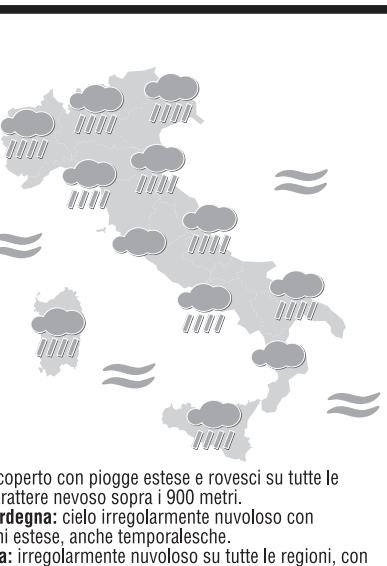 coperto con piogge estese e rovesci su tutte le
rattere nevoso sopra i 900 metri.
rdegna: cielo irregolarmente nuvoloso con
ni estese, anche temporalesche.
a: irregolarmente nuvoloso su tutte le regioni, con